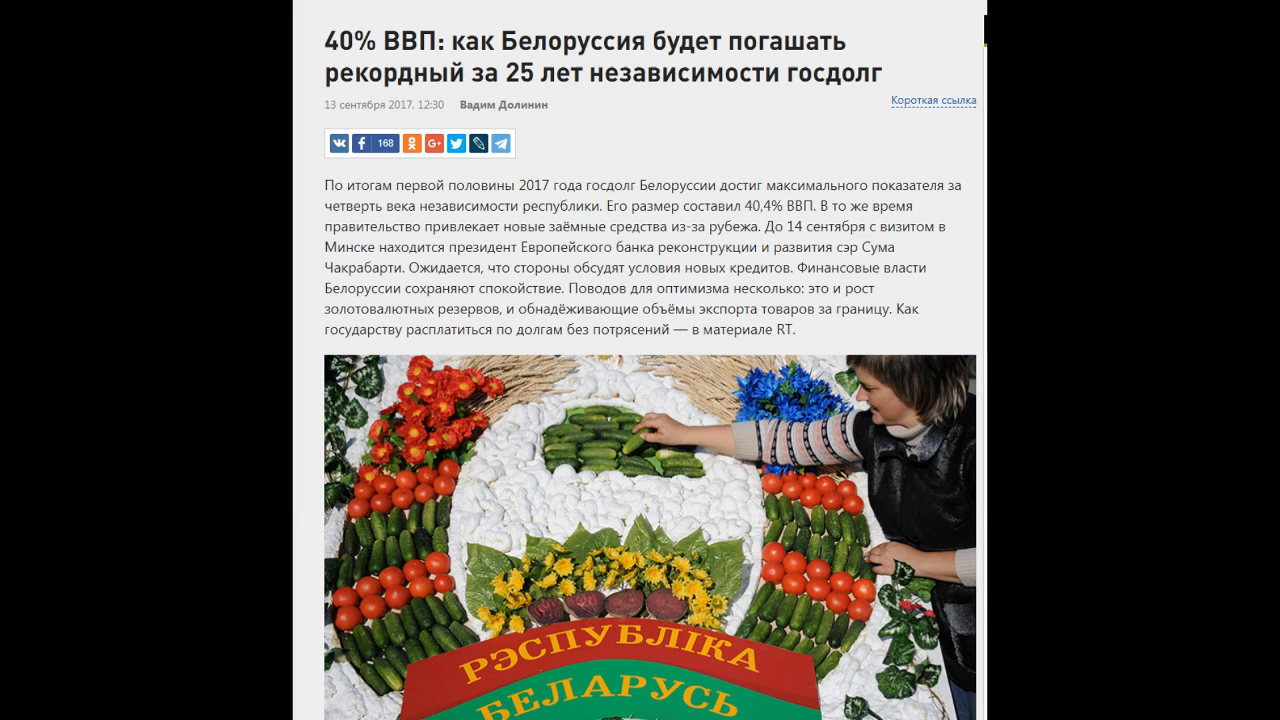 40% ВВП: как Белоруссия будет погашать
рекордный за 25 лет независимости госдолг
13 сентября 2017, 12:30 Вадим Долинин
Короткая ссылка
168
По итогам первой половины 2017 года госдолг Белоруссии достиг максимального показателя за
четверть века независимости республики. Его размер составил 40,4% ВВП. В то же время
правительство привлекает новые заёмные средства из-за рубежа. До 14 сентября с визитом в
Минске находится президент Европейского банка реконструкции и развития сэр Сума
Чакрабарти. Ожидается, что стороны обсудят условия новых кредитов. Финансовые власти
Белоруссии сохраняют спокойствие. Поводов для оптимизма несколько: это и рост
золотовалютных резервов, и обнадёживающие объёмы экспорта товаров за границу. Как
государству расплатиться по долгам без потрясений — в материале RT.
РЭСПУБЛІКА
БЕЛАРУСЬ